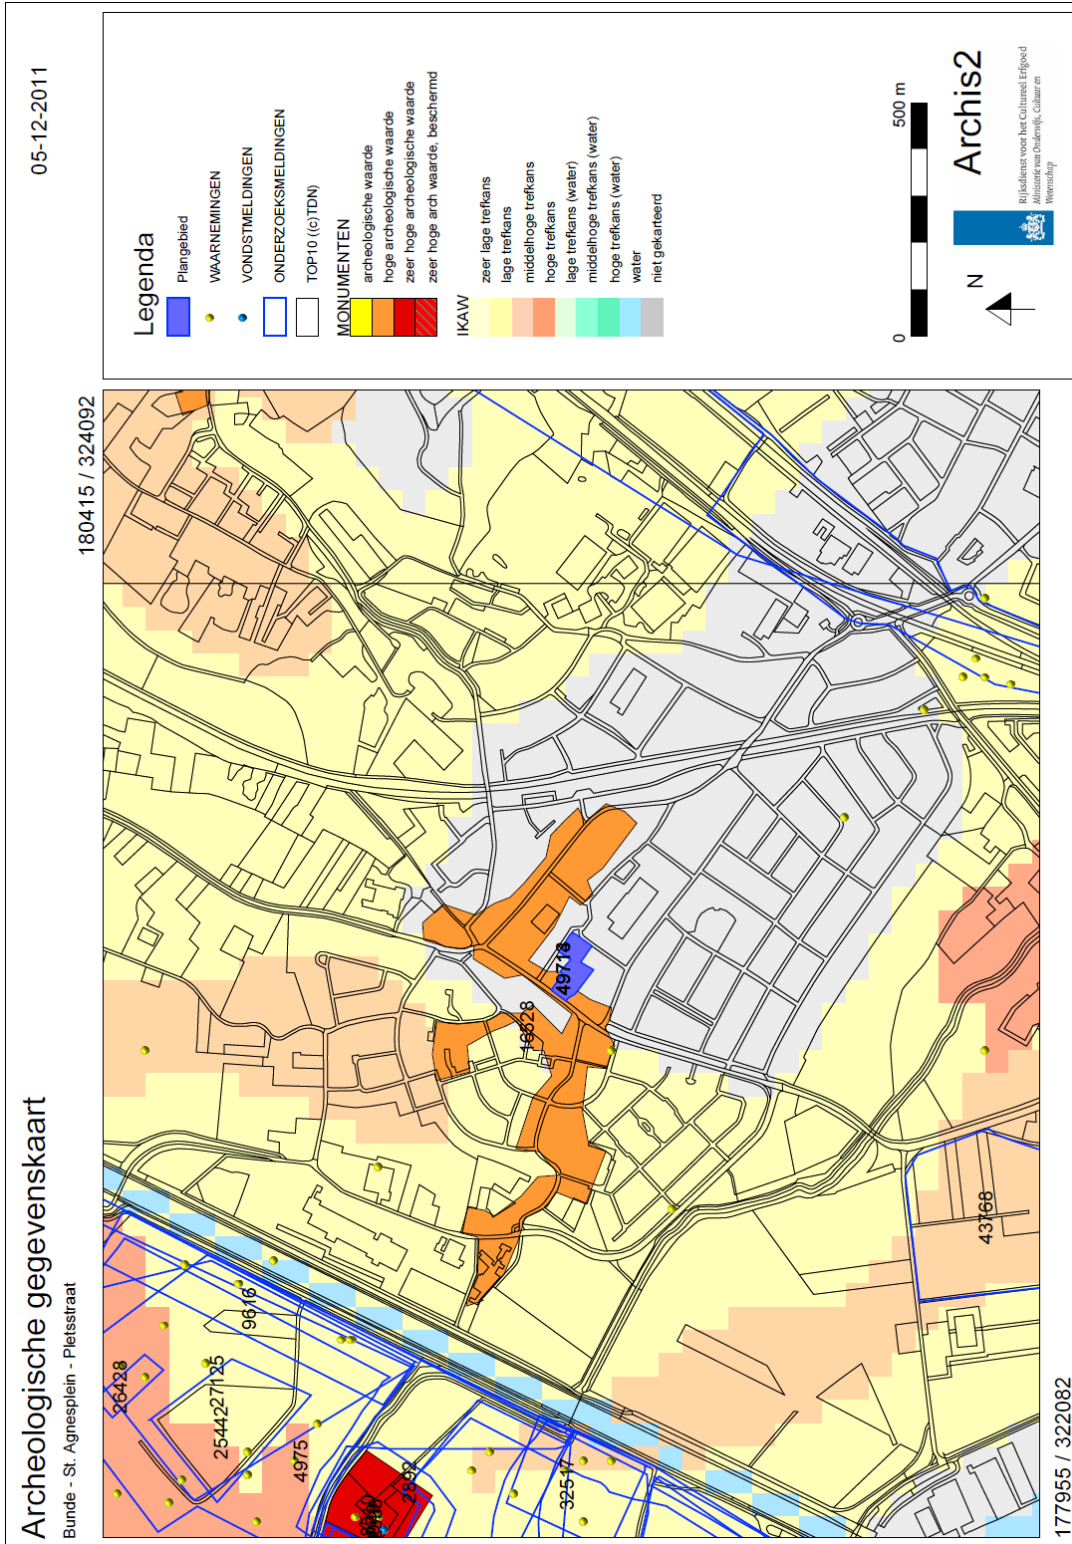 Archeologische gegevenskaart
05-12-2011
Bunde - St. Agnesplein - Pletsstraat
180415 / 324092
26428
2544227125
9616
4975
2892
32517
16528
43768
177955 / 322082
Legenda
Plangebied
WAARNEMINGEN
VONDSTMELDINGEN
ONDERZOEKSMELDINGEN
TOP10 ((c)TDN)
MONUMENTEN
archeologische waarde
hoge archeologische waarde
zeer hoge archeologische waarde
zeer hoge arch waarde, beschermd
IKAW
zeer lage trefkans
lage trefkans
middelhoge trefkans
hoge trefkans
lage trefkans (water)
middelhoge trefkans (water)
hoge trefkans (water)
water
niet gekarteerd
0 500 m
N
Archis2
Rijksdienst voor het Cultureel Erfgoed
Ministerie van Onderwijs, Cultuur en
Wetenschap